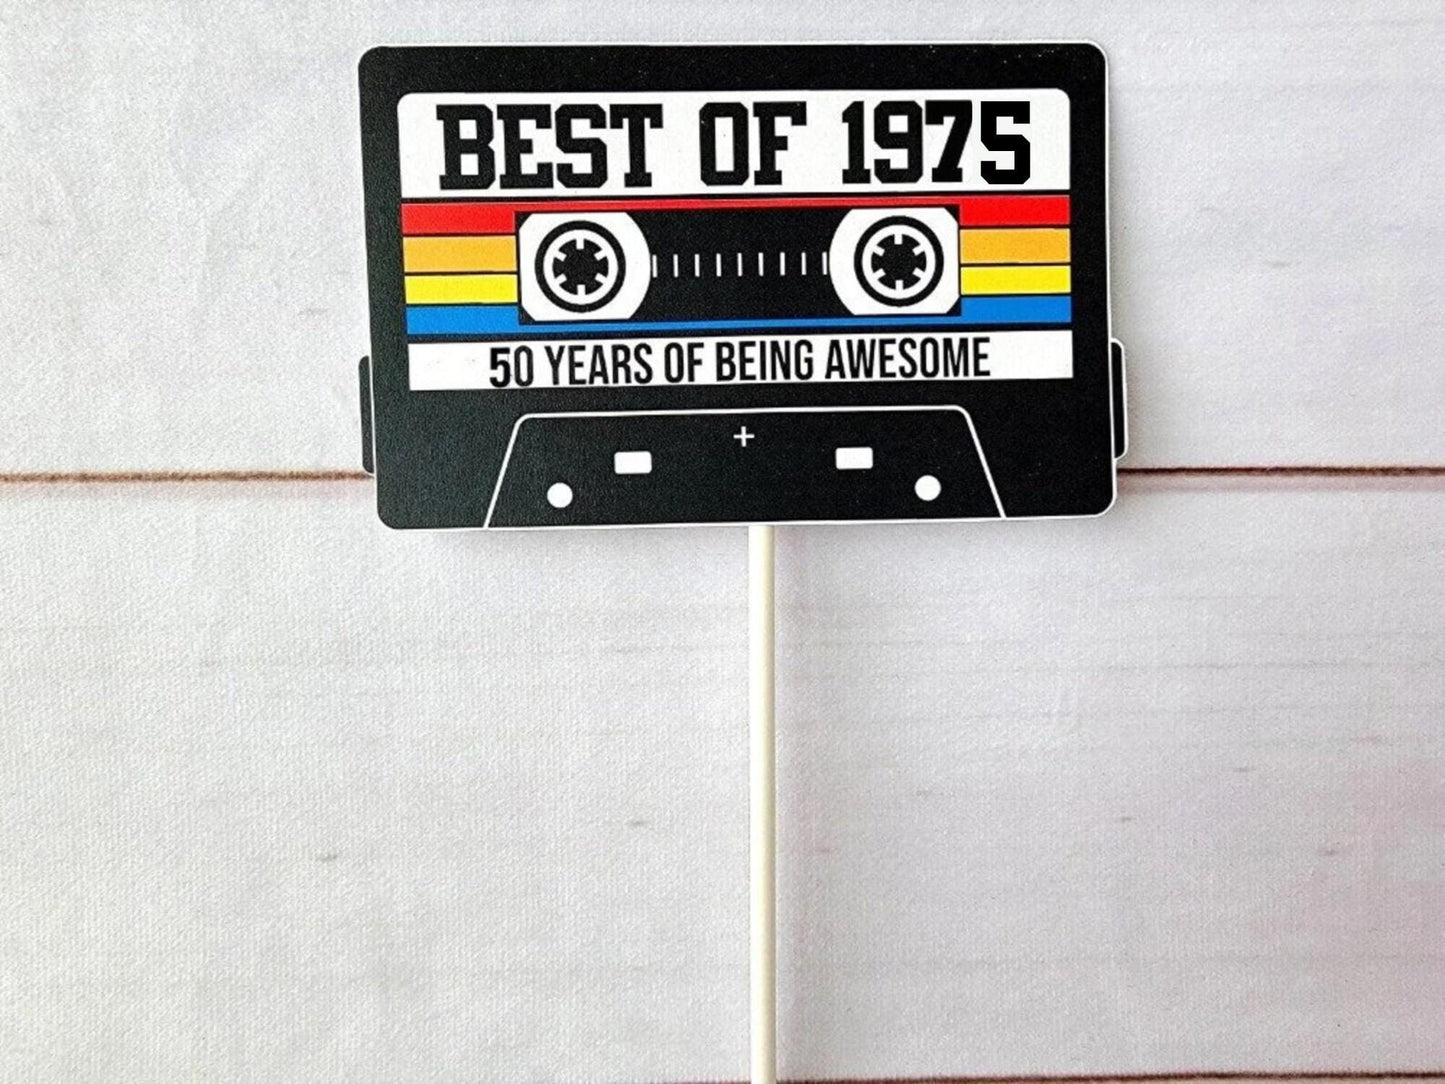 BEST OF 1975
50 YEARS OF BEING AWESOME